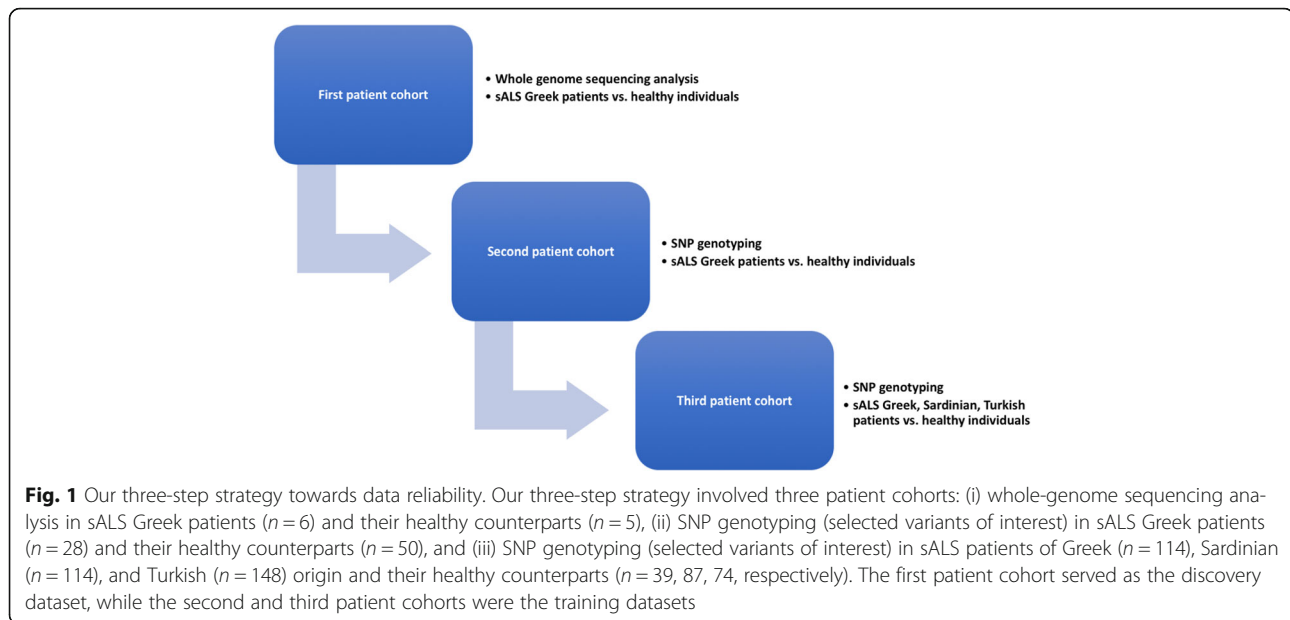 First patient cohort
• Whole genome sequencing analysis
• sALS Greek patients vs. healthy individuals
Second patient cohort
• SNP genotyping
• sALS Greek patients vs. healthy individuals
Third patient cohort
• SNP genotyping
• sALS Greek, Sardinian, Turkish
patients vs. healthy individuals
Fig. 1 Our three-step strategy towards data reliability. Our three-step strategy involved three patient cohorts: (i) whole-genome sequencing ana-
lysis in sALS Greek patients (n = 6) and their healthy counterparts (n = 5), (ii) SNP genotyping (selected variants of interest) in sALS Greek patients
(n = 28) and their healthy counterparts (n = 50), and (iii) SNP genotyping (selected variants of interest) in sALS patients of Greek (n = 114), Sardinian
(n = 114), and Turkish (n = 148) origin and their healthy counterparts (n = 39, 87, 74, respectively). The first patient cohort served as the discovery
dataset, while the second and third patient cohorts were the training datasets